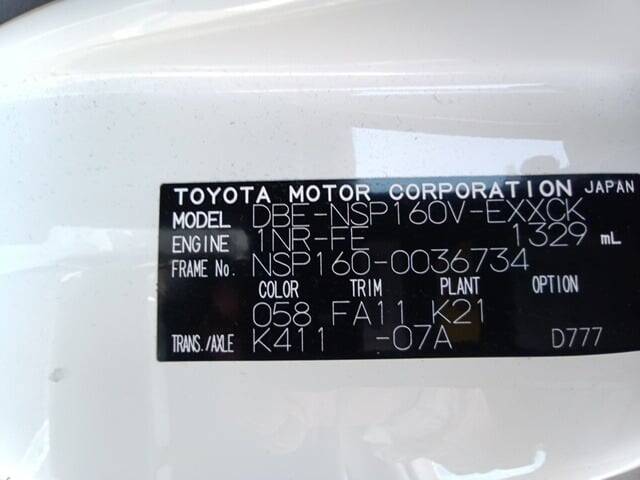 TOYOTA MOTOR CORPORATION JAPAN
MODEL DBE-NSP160V-EXXCK
ENGINE 1NR-FE 1329 mL
FRAME No. NSP160-0036734
COLOR TRIM PLANT OPTION
058 FA11 K21
TRANS./AXLE K411 -07A D777